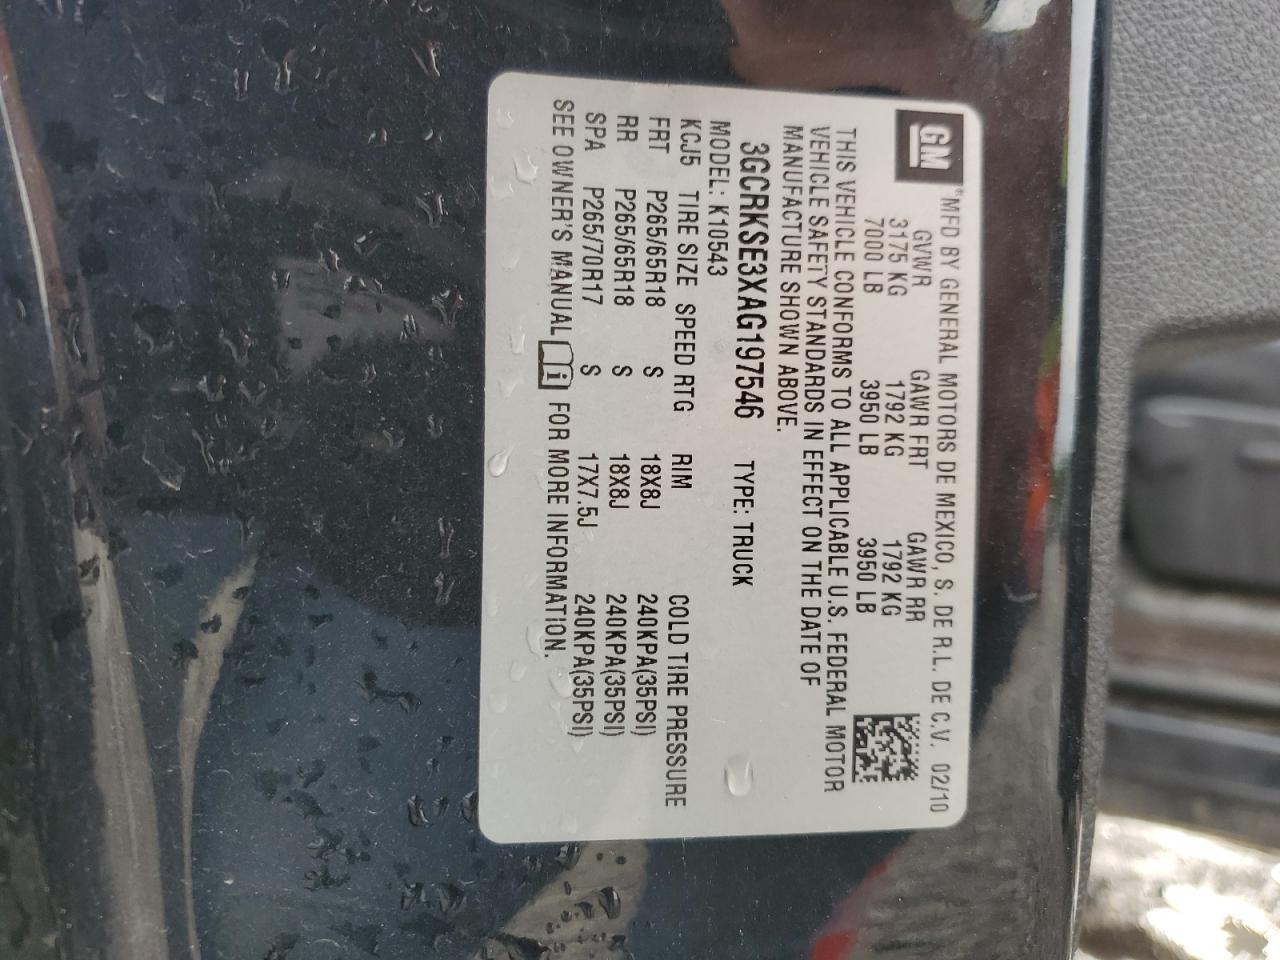 GM
*MFD BY GENERAL MOTORS DE MEXICO, S. DE R.L. DE C.V. 02/10
GVWR GAWR FRT GAWR RR
3175 KG 1792 KG 1792 KG
7000 LB 3950 LB 3950 LB
THIS VEHICLE CONFORMS TO ALL APPLICABLE U.S. FEDERAL MOTOR
VEHICLE SAFETY STANDARDS IN EFFECT ON THE DATE OF
MANUFACTURE SHOWN ABOVE.
3GCRKSE3XAG197546 TYPE: TRUCK
MODEL: K10543
KCJ5 TIRE SIZE SPEED RTG RIM COLD TIRE PRESSURE
FRT P265/65R18 S 18X8J 240KPA(35PSI)
RR P265/65R18 S 18X8J 240KPA(35PSI)
SPA P265/70R17 S 17X7.5J 240KPA(35PSI)
SEE OWNER'S MANUAL i FOR MORE INFORMATION.